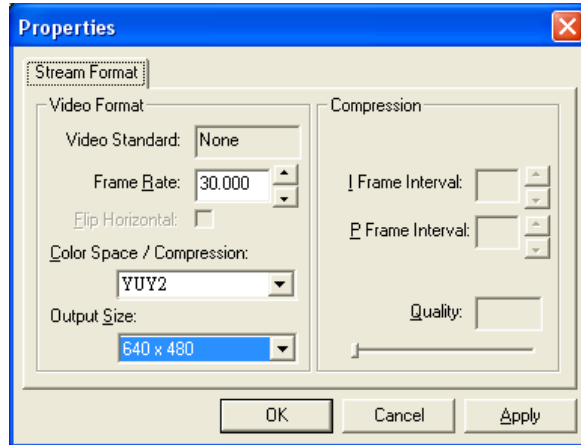 Properties
Stream Format
Video Format
Video Standard: None
Frame Rate: 30.000
Flip Horizontal:
Color Space / Compression:
YUY2
Output Size:
640 x 480
Compression
I Frame Interval:
P Frame Interval:
Quality:
OK Cancel Apply